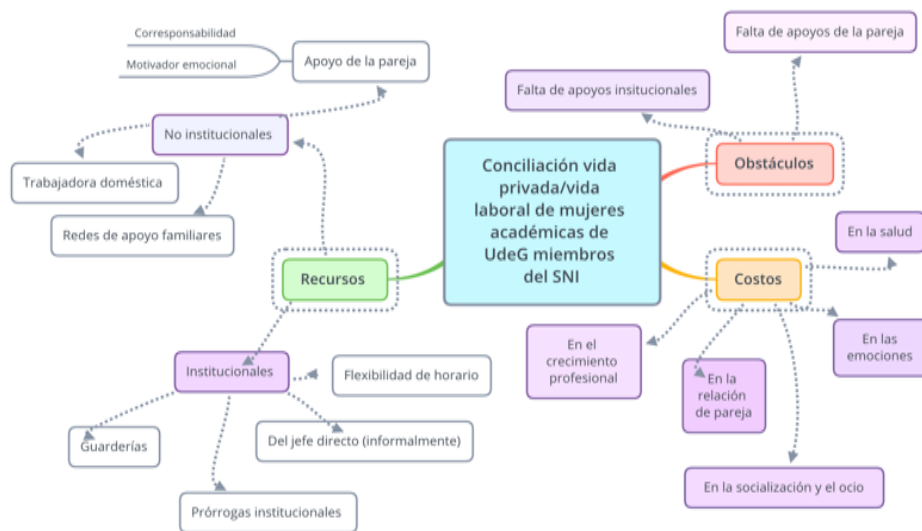 Corresponsabilidad
Motivador emocional
Apoyo de la pareja
No institucionales
Trabajadora doméstica
Redes de apoyo familiares
Recursos
Institucionales
Flexibilidad de horario
Guarderías
Del jefe directo (informalmente)
Prórrogas institucionales
Conciliación vida
privada/vida
laboral de mujeres
académicas de
UdeG miembros
del SNI
Falta de apoyos de la pareja
Falta de apoyos insitucionales
Obstáculos
En la salud
Costos
En las
emociones
En el
crecimiento
profesional
En la
relación
de pareja
En la socialización y el ocio